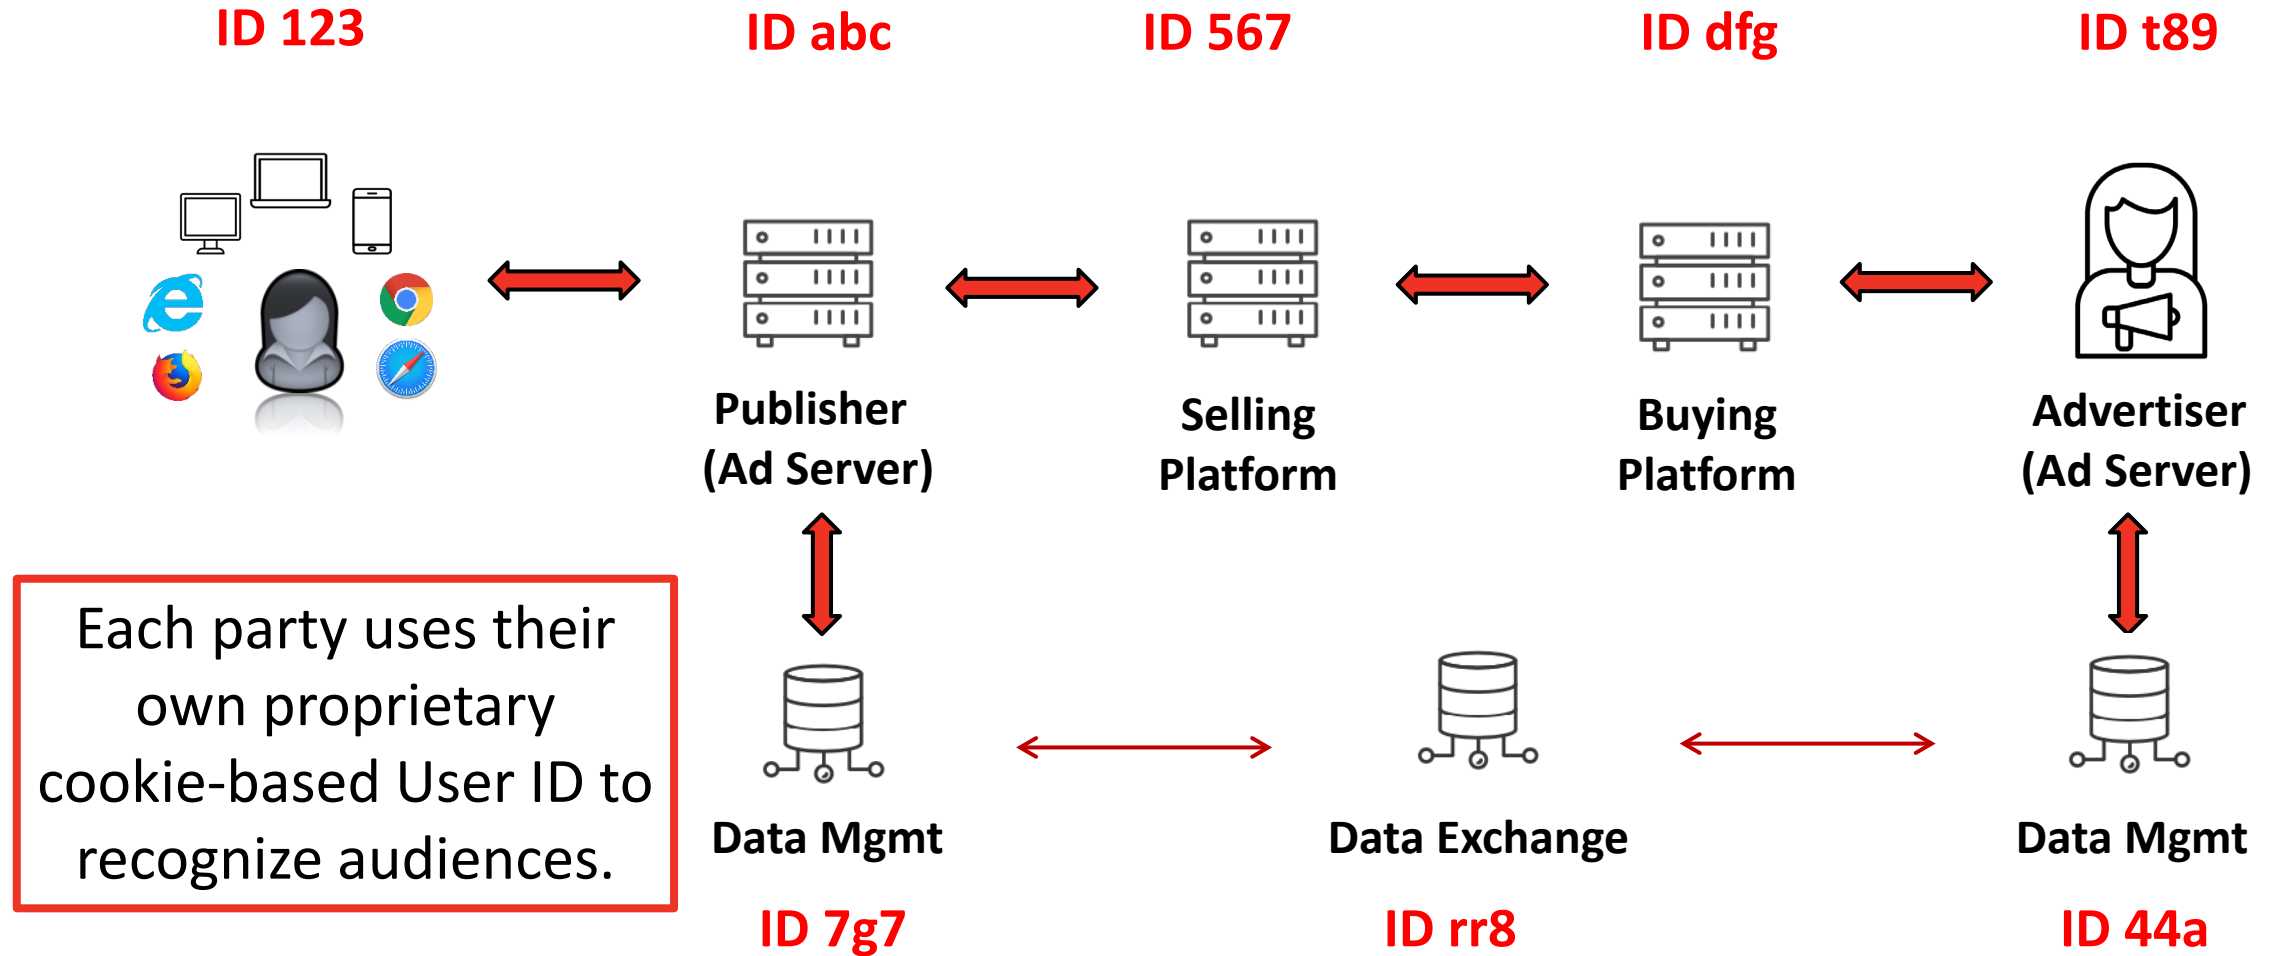 ID 123
ID abc
ID 567
ID dfg
ID t89
Publisher
(Ad Server)
Selling
Platform
Buying
Platform
Advertiser
(Ad Server)
Each party uses their
own proprietary
cookie-based User ID to
recognize audiences.
Data Mgmt
Data Exchange
Data Mgmt
ID 7g7
ID rr8
ID 44a